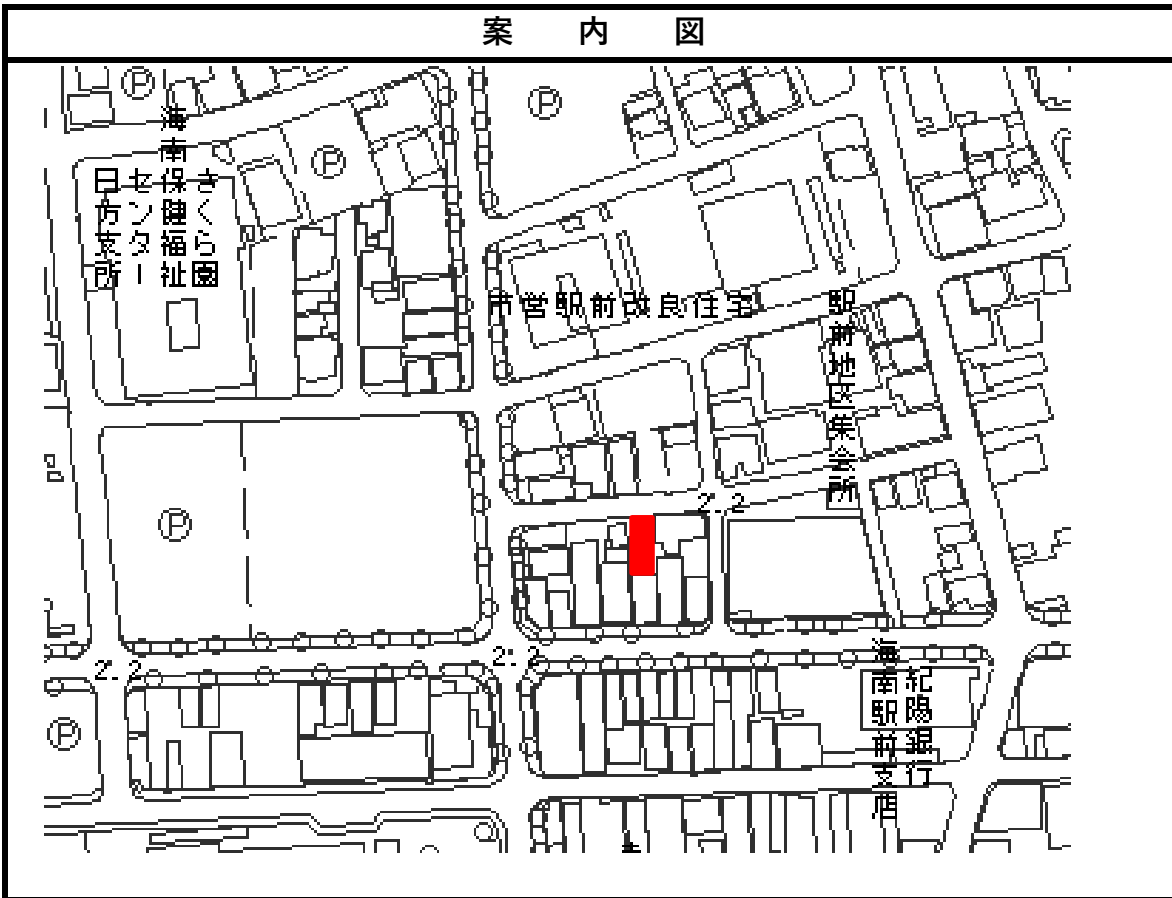 案 内 図
Ⓟ
Ⓟ
Ⓟ
さくら園
海南保健福祉
センター
日方支所
市営駅前改良住宅
駅前地区集会所
2.2
Ⓟ
2.2
2.2
Ⓟ
紀陽銀行
海南駅前支店